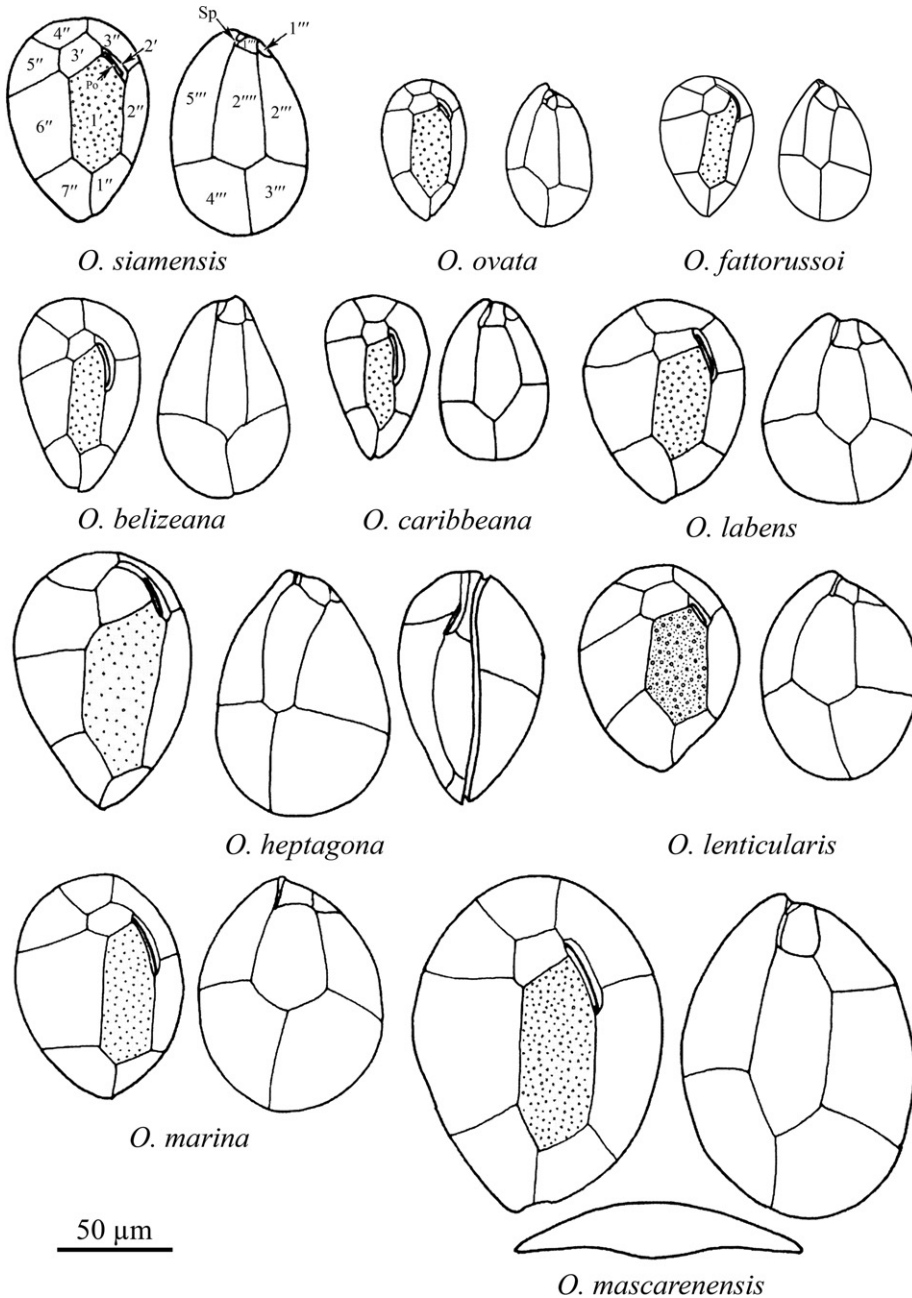 Sp
1'''
4''
3''
2'
5''
3'
Po
1'
2''
6''
7''
1''
5'''
2''''
2'''
4'''
3'''
O. siamensis
O. ovata
O. fattorussoi
O. belizeana
O. caribbeana
O. labens
O. heptagona
O. lenticularis
O. marina
50 µm
O. mascarenensis